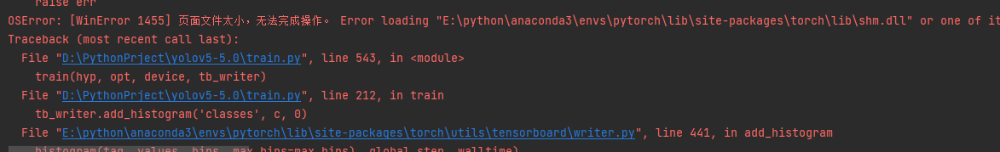 raise err
OSError: [WinError 1455] 页面文件太小，无法完成操作。 Error loading "E:\python\anaconda3\envs\pytorch\lib\site-packages\torch\lib\shm.dll" or one of it
Traceback (most recent call last):
  File "D:\PythonPrject\yolov5-5.0\train.py", line 543, in <module>
    train(hyp, opt, device, tb_writer)
  File "D:\PythonPrject\yolov5-5.0\train.py", line 212, in train
    tb_writer.add_histogram('classes', c, 0)
  File "E:\python\anaconda3\envs\pytorch\lib\site-packages\torch\utils\tensorboard\writer.py", line 441, in add_histogram
    histogram(tag, values, bins, max_bins=max_bins), global_step, walltime)